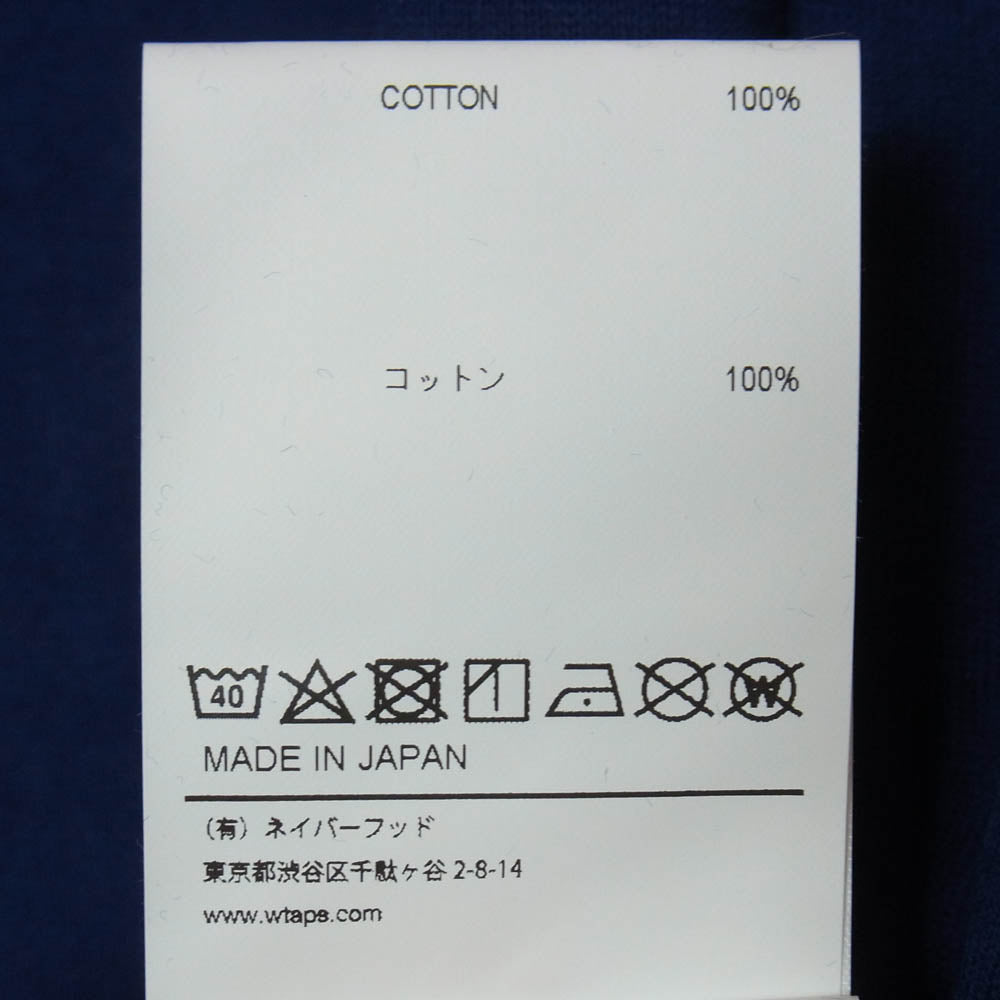 COTTON 100%
コットン 100%
40
W
MADE IN JAPAN
(有) ネイバーフッド
東京都渋谷区千駄ヶ谷 2-8-14
www.wtaps.com